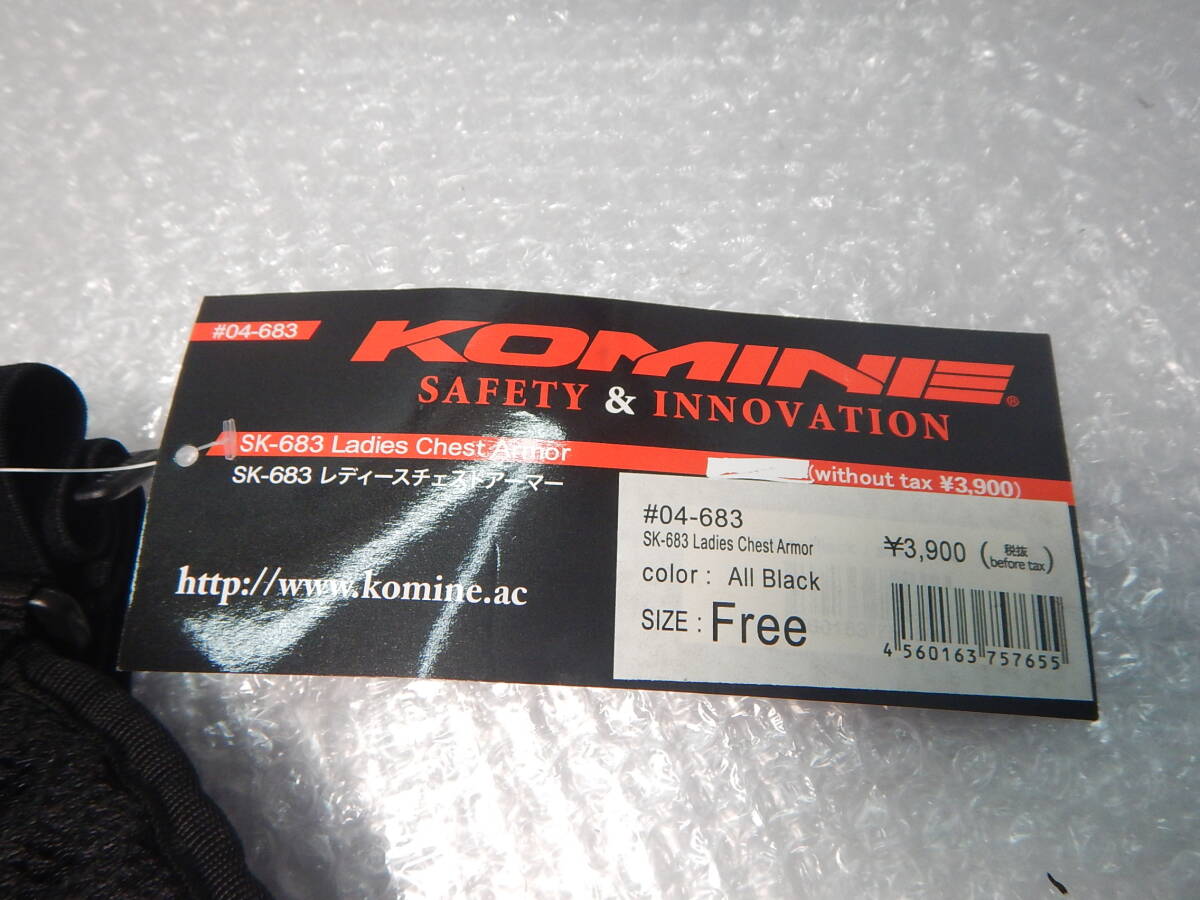 #04-683
KOMINE®
SAFETY & INNOVATION
SK-683 Ladies Chest Armor
SK-683 レディースチェストアーマー
(without tax ¥3,900)
http://www.komine.ac
#04-683
SK-683 Ladies Chest Armor
¥3,900 (税抜 before tax)
color : All Black
SIZE : Free
4 560163 757655